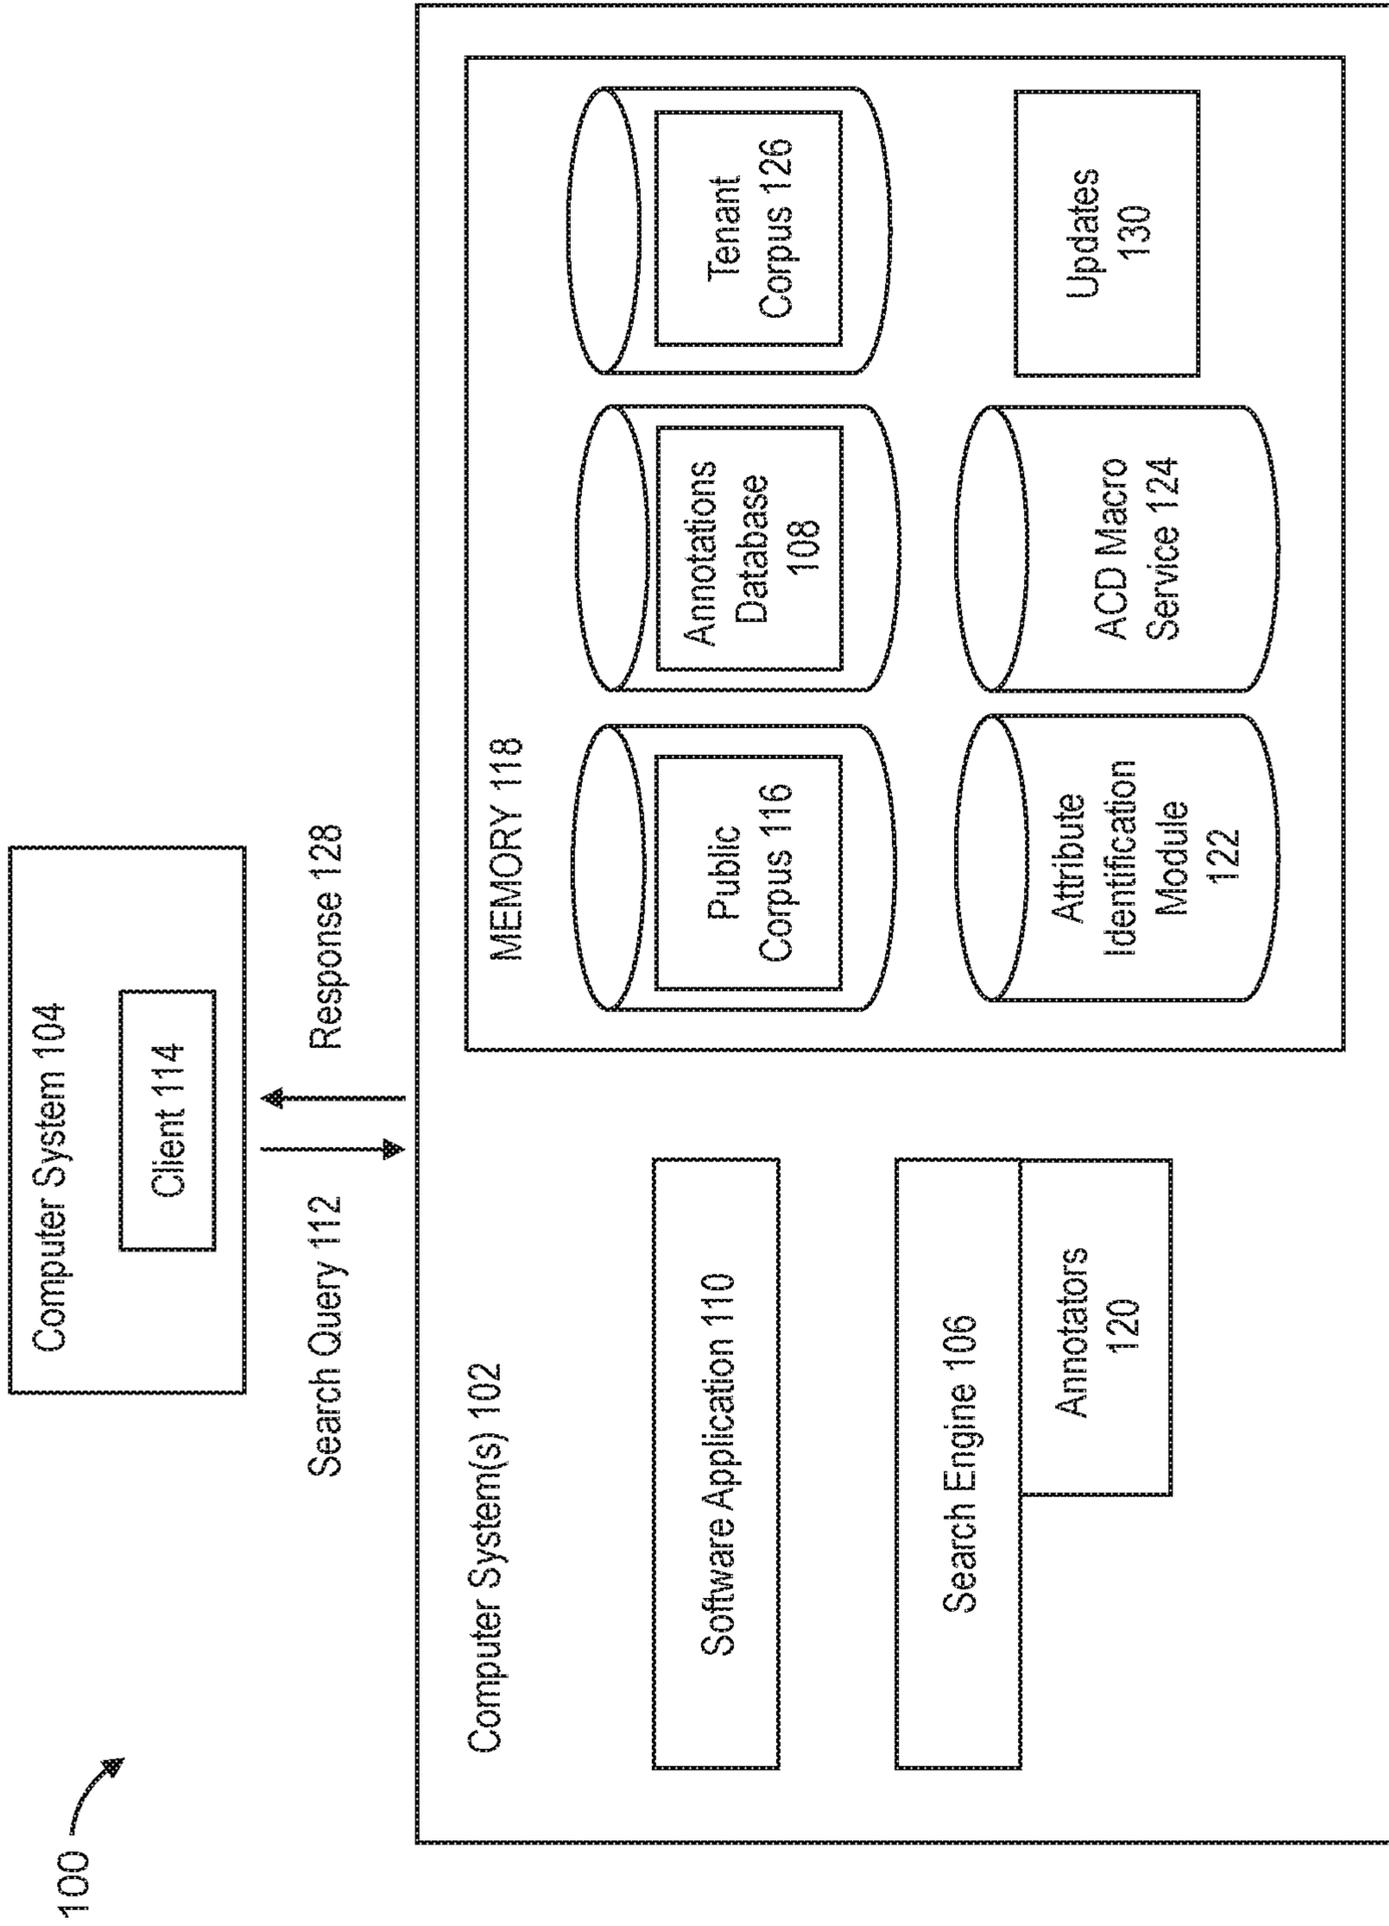 100
Computer System 104
Client 114
Search Query 112
Response 128
Computer System(s) 102
Software Application 110
Search Engine 106
Annotators
120
MEMORY 118
Public
Corpus 116
Annotations
Database
108
Tenant
Corpus 126
Attribute
Identification
Module
122
ACD Macro
Service 124
Updates
130